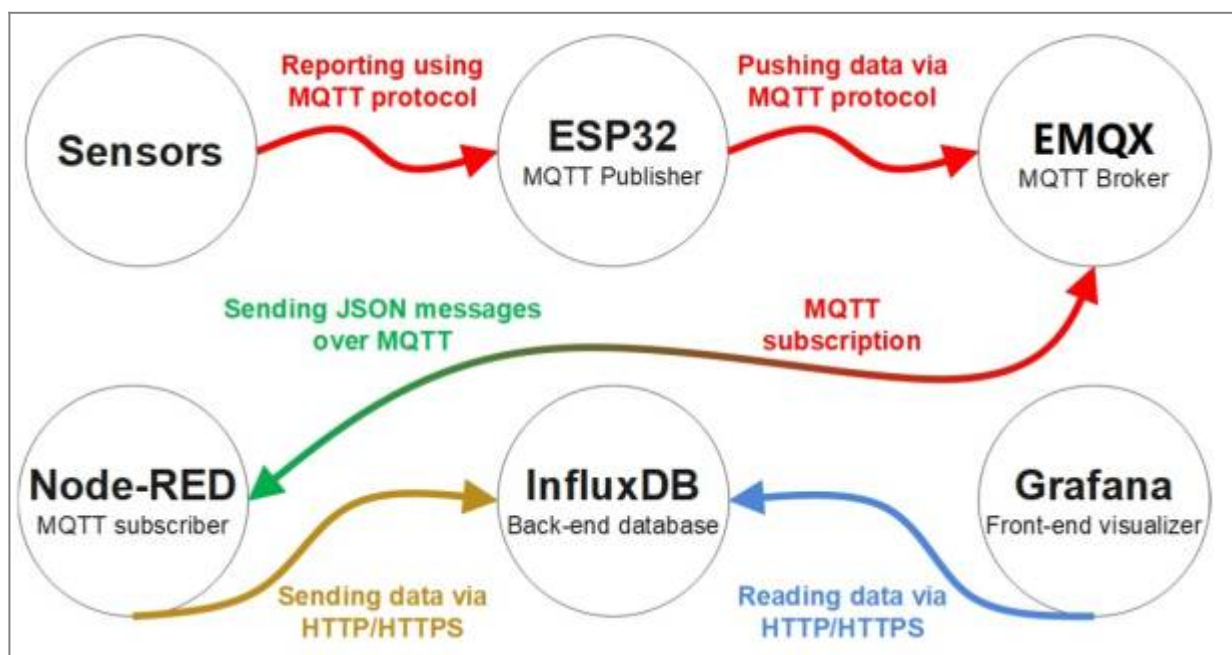 Reporting using
MQTT protocol
Pushing data via
MQTT protocol
Sensors
ESP32
MQTT Publisher
EMQX
MQTT Broker
Sending JSON messages
over MQTT
MQTT
subscription
Node-RED
MQTT subscriber
InfluxDB
Back-end database
Grafana
Front-end visualizer
Sending data via
HTTP/HTTPS
Reading data via
HTTP/HTTPS